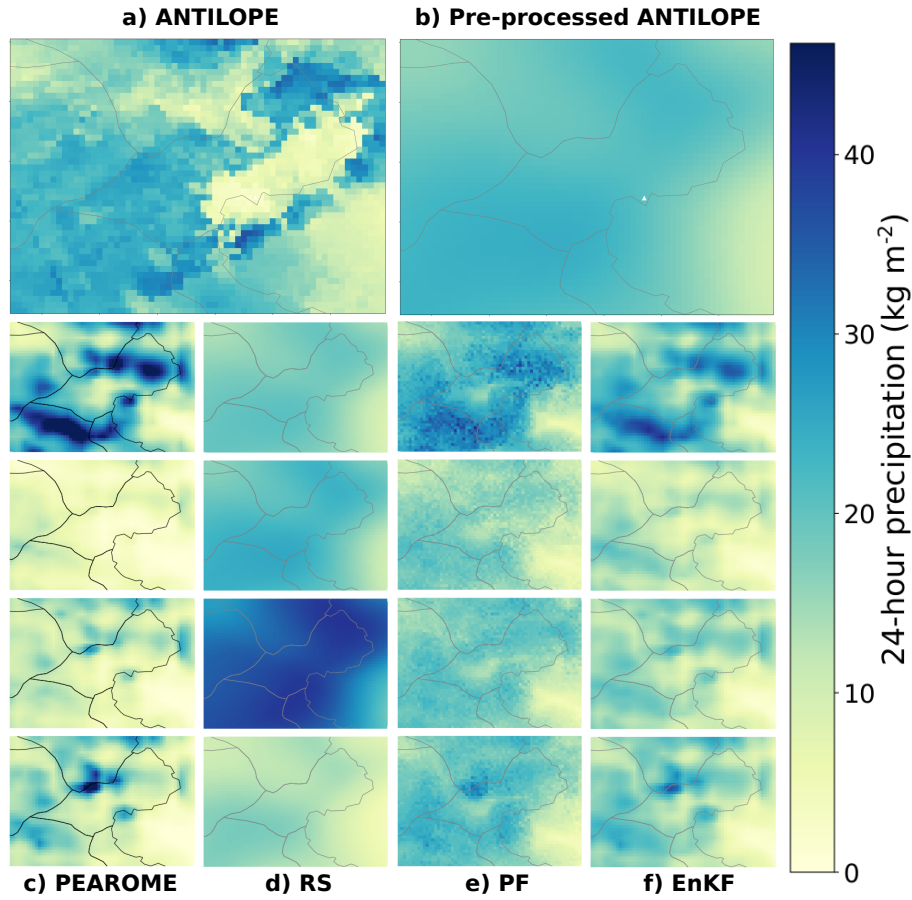 a) ANTILOPE
b) Pre-processed ANTILOPE
40
30
20
10
0
24-hour precipitation (kg m⁻²)
c) PEAROME
d) RS
e) PF
f) EnKF